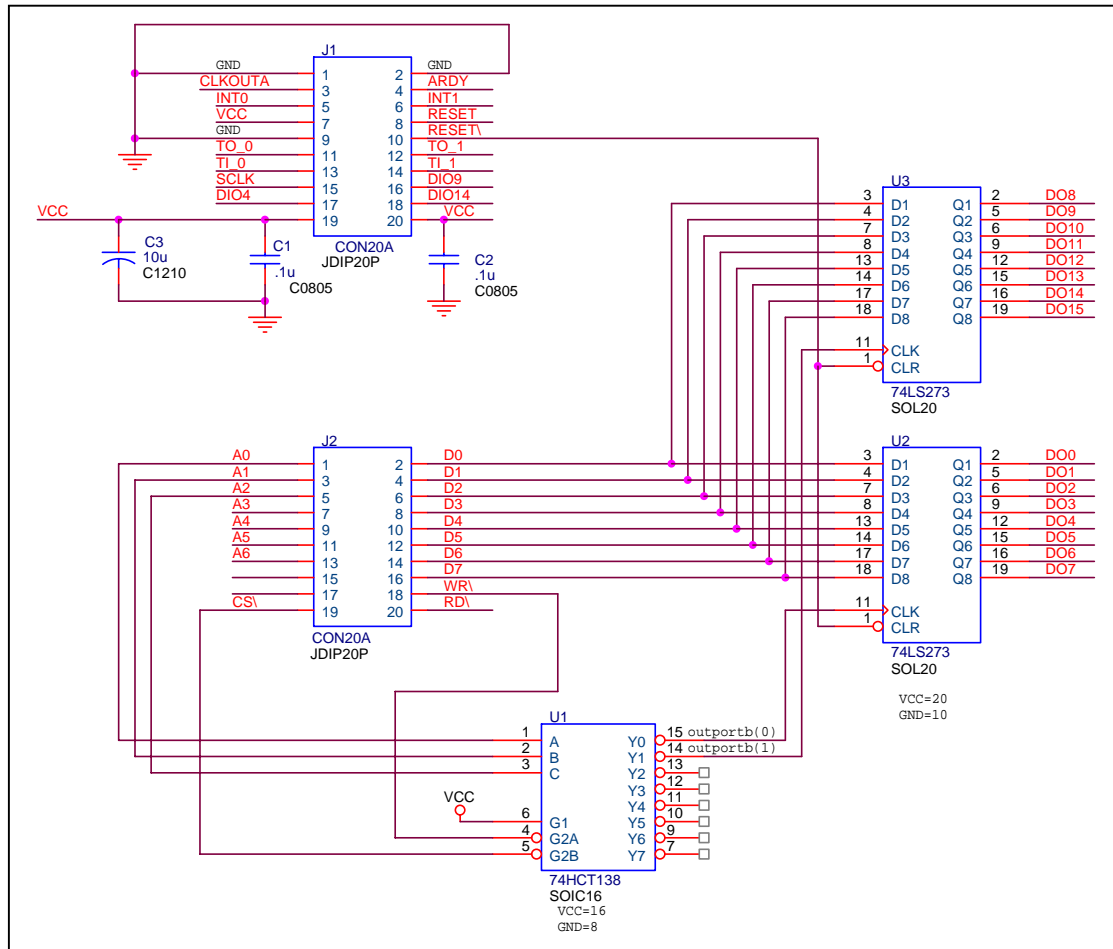 J1
GND 1 2 GND
CLKOUTA 3 4 ARDY
INT0 5 6 INT1
VCC 7 8 RESET
GND 9 10 RESET\
TO_0 11 12 TO_1
TI_0 13 14 TI_1
SCLK 15 16 DIO9
DIO4 17 18 DIO14
VCC 19 20 VCC
CON20A
JDIP20P
C3
10u
C1210
C1
.1u
C0805
C2
.1u
C0805
U3
3 D1 Q1 2 DO8
4 D2 Q2 5 DO9
7 D3 Q3 6 DO10
8 D4 Q4 9 DO11
13 D5 Q5 12 DO12
14 D6 Q6 15 DO13
17 D7 Q7 16 DO14
18 D8 Q8 19 DO15
11 CLK
1 CLR
74LS273
SOL20
J2
A0 1 2 D0
A1 3 4 D1
A2 5 6 D2
A3 7 8 D3
A4 9 10 D4
A5 11 12 D5
A6 13 14 D6
15 16 D7
17 18 WR\
CS\ 19 20 RD\
CON20A
JDIP20P
U2
3 D1 Q1 2 DO0
4 D2 Q2 5 DO1
7 D3 Q3 6 DO2
8 D4 Q4 9 DO3
13 D5 Q5 12 DO4
14 D6 Q6 15 DO5
17 D7 Q7 16 DO6
18 D8 Q8 19 DO7
11 CLK
1 CLR
74LS273
SOL20
VCC=20
GND=10
U1
1 A Y0 15 outportb(0)
2 B Y1 14 outportb(1)
3 C Y2 13
Y3 12
VCC
Y4 11
6 G1 Y5 10
4 G2A Y6 9
5 G2B Y7 7
74HCT138
SOIC16
VCC=16
GND=8